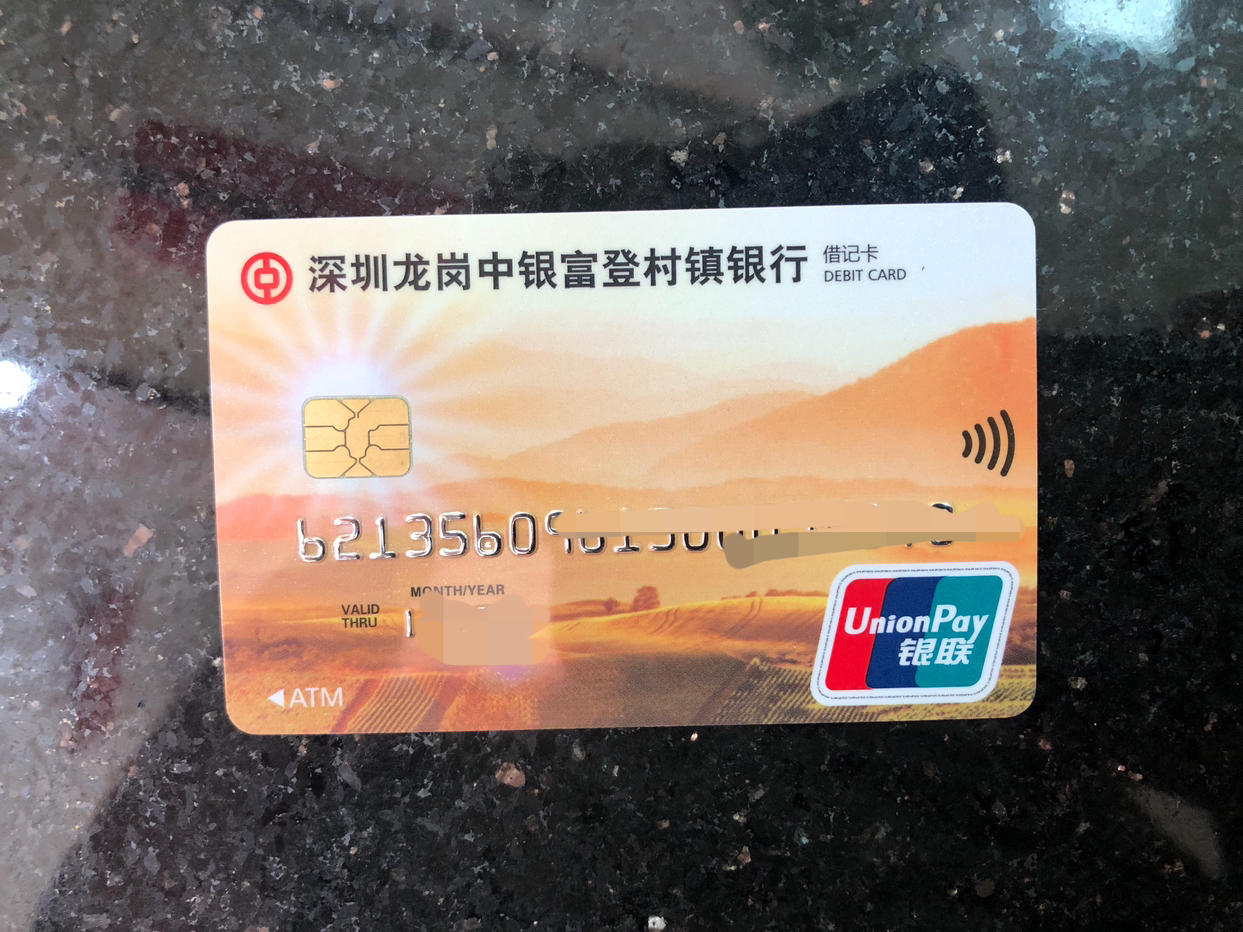 深圳龙岗中银富登村镇银行
借记卡
DEBIT CARD
6213560
MONTH/YEAR
VALID
THRU
ATM
UnionPay
银联